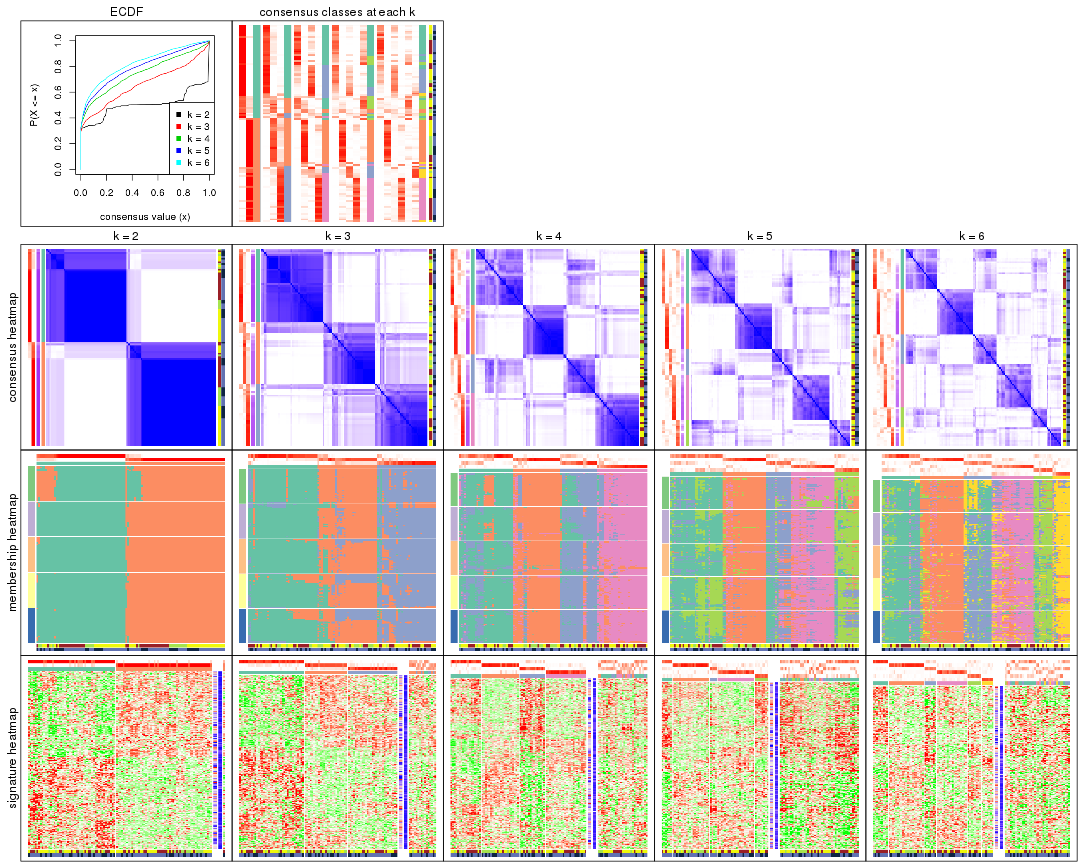 ECDF
consensus classes at each k
P(X <= x)
1.0
0.8
0.6
0.4
0.2
0.0
k = 2
k = 3
k = 4
k = 5
k = 6
0.0 0.2 0.4 0.6 0.8 1.0
consensus value (x)
k = 2 k = 3 k = 4 k = 5 k = 6
consensus heatmap
membership heatmap
signature heatmap